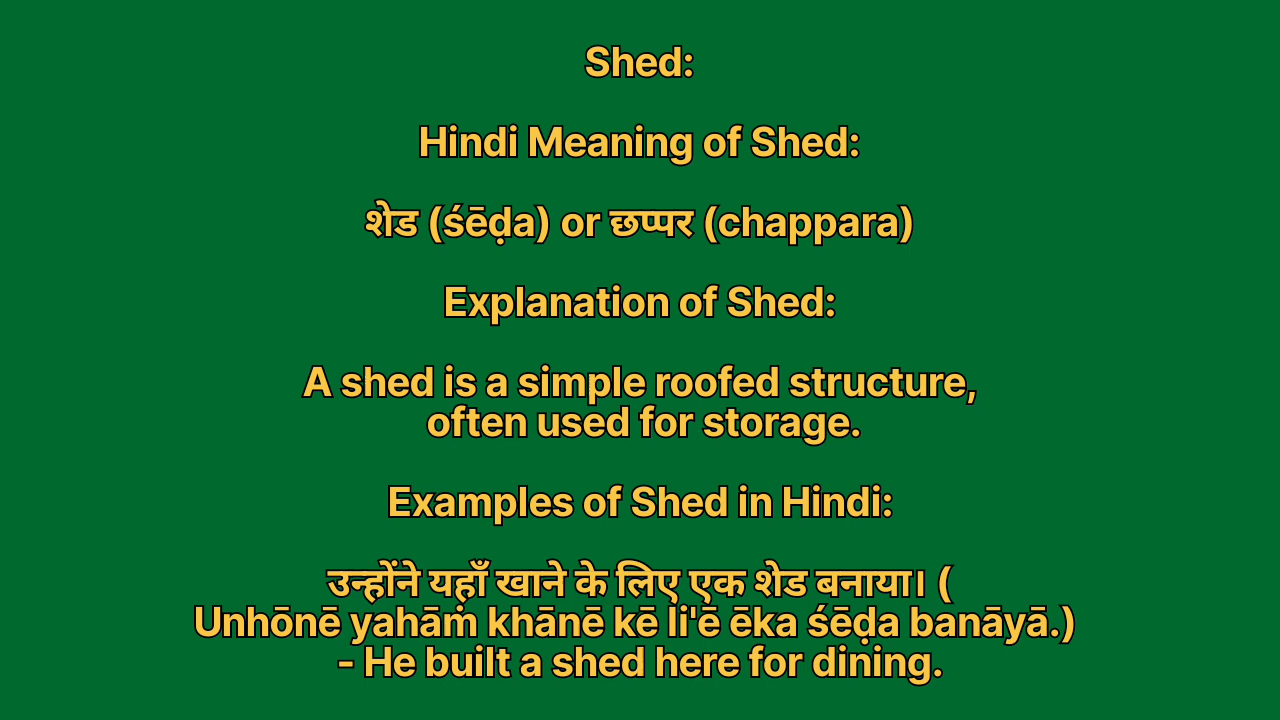 Shed:
Hindi Meaning of Shed:
शेड (śēḍa) or छप्पर (chappara)
Explanation of Shed:
A shed is a simple roofed structure,
often used for storage.
Examples of Shed in Hindi:
उन्होंने यहाँ खाने के लिए एक शेड बनाया। (
Unhōnē yahāṁ khānē kē li'ē ēka śēḍa banāyā.)
- He built a shed here for dining.